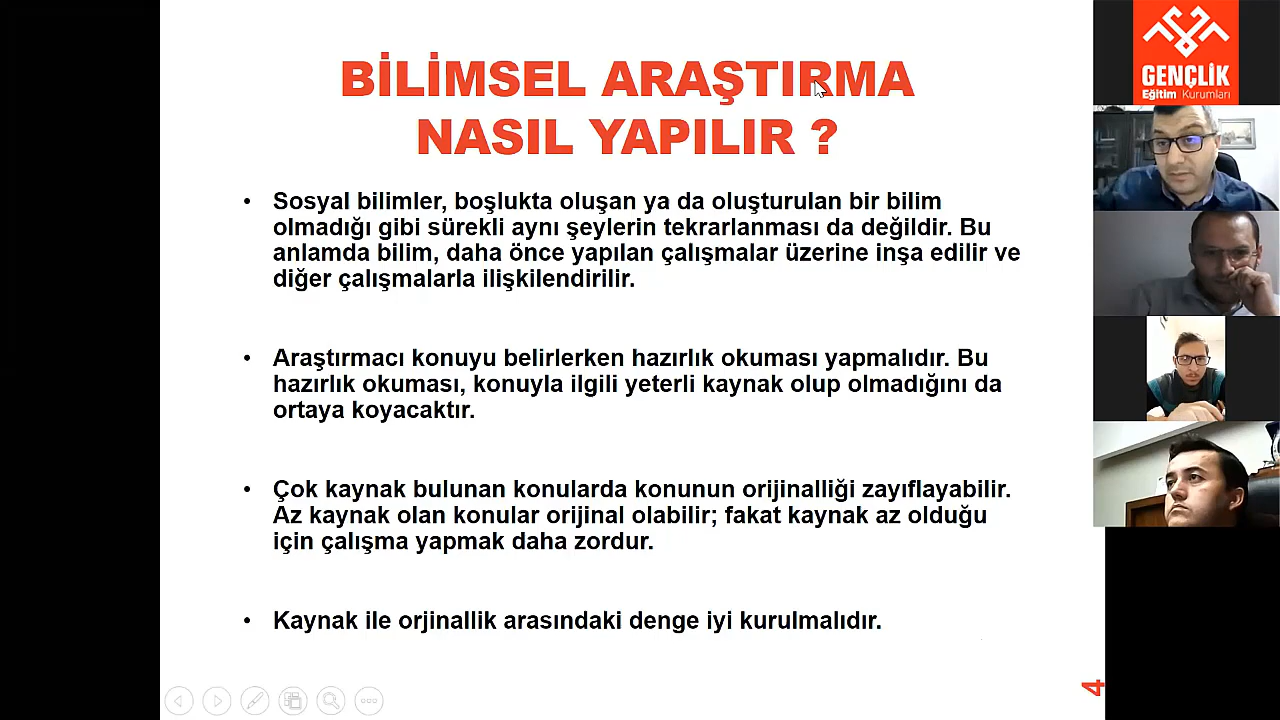 BİLİMSEL ARAŞTIRMA
NASIL YAPILIR ?
• Sosyal bilimler, boşlukta oluşan ya da oluşturulan bir bilim
olmadığı gibi sürekli aynı şeylerin tekrarlanması da değildir. Bu
anlamda bilim, daha önce yapılan çalışmalar üzerine inşa edilir ve
diğer çalışmalarla ilişkilendirilir.
• Araştırmacı konuyu belirlerken hazırlık okuması yapmalıdır. Bu
hazırlık okuması, konuyla ilgili yeterli kaynak olup olmadığını da
ortaya koyacaktır.
• Çok kaynak bulunan konularda konunun orijinalliği zayıflayabilir.
Az kaynak olan konular orijinal olabilir; fakat kaynak az olduğu
için çalışma yapmak daha zordur.
• Kaynak ile orjinallik arasındaki denge iyi kurulmalıdır.
4
GENÇLİK
Eğitim Kurumları